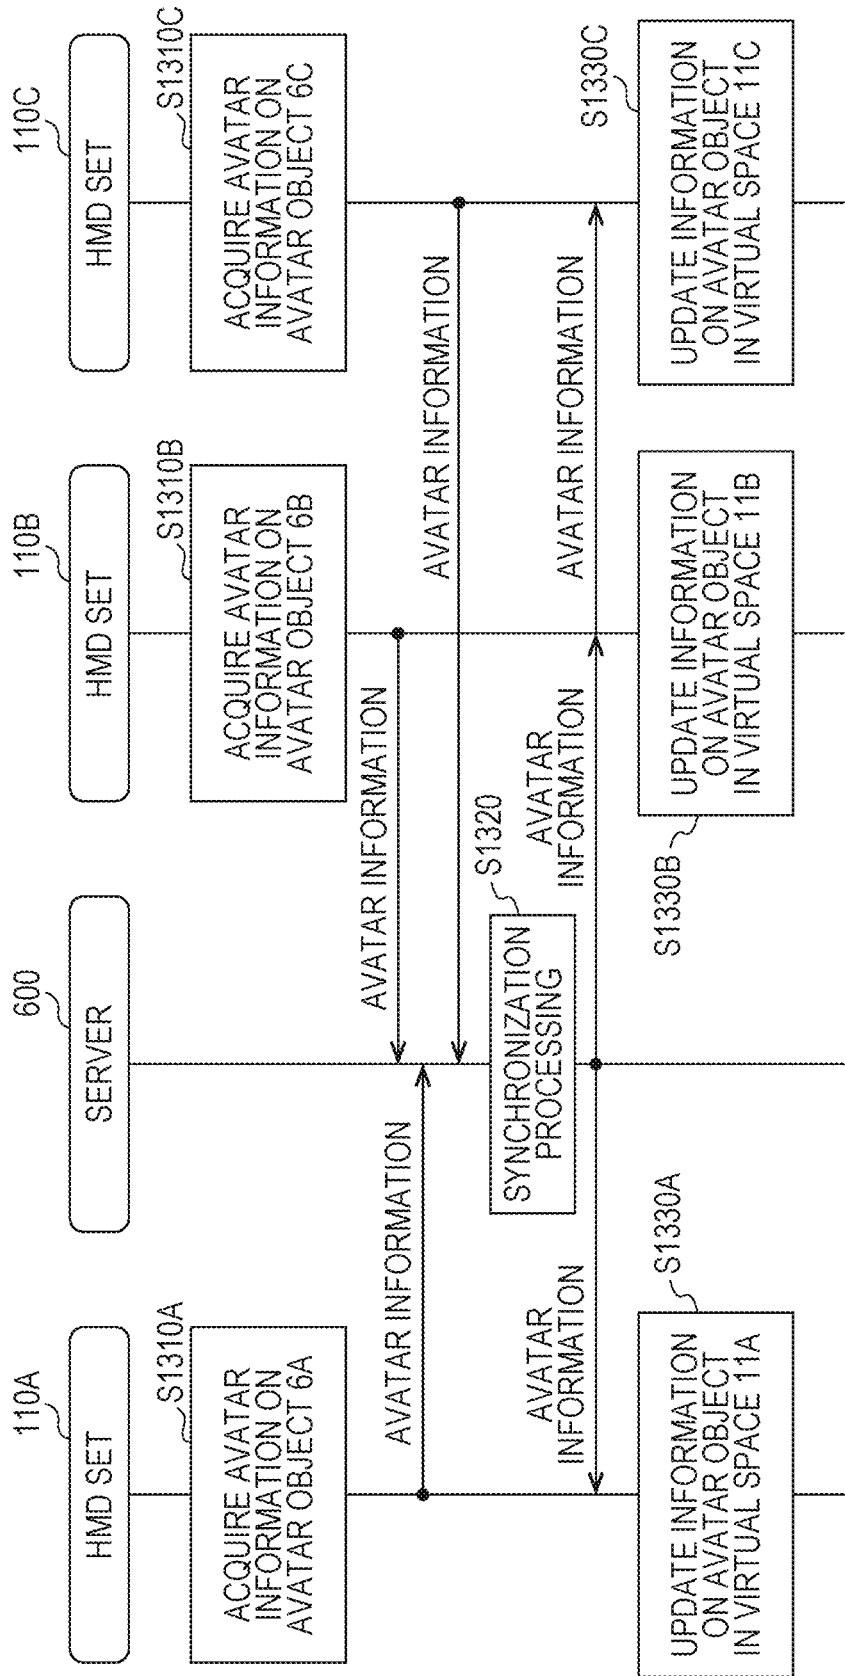 110A
HMD SET
600
SERVER
110B
HMD SET
110C
HMD SET
S1310A
ACQUIRE AVATAR
INFORMATION ON
AVATAR OBJECT 6A
S1310B
ACQUIRE AVATAR
INFORMATION ON
AVATAR OBJECT 6B
S1310C
ACQUIRE AVATAR
INFORMATION ON
AVATAR OBJECT 6C
AVATAR INFORMATION
AVATAR INFORMATION
AVATAR INFORMATION
S1320
SYNCHRONIZATION
PROCESSING
AVATAR
INFORMATION
AVATAR
INFORMATION
AVATAR INFORMATION
S1330A
UPDATE INFORMATION
ON AVATAR OBJECT
IN VIRTUAL SPACE 11A
S1330B
UPDATE INFORMATION
ON AVATAR OBJECT
IN VIRTUAL SPACE 11B
S1330C
UPDATE INFORMATION
ON AVATAR OBJECT
IN VIRTUAL SPACE 11C